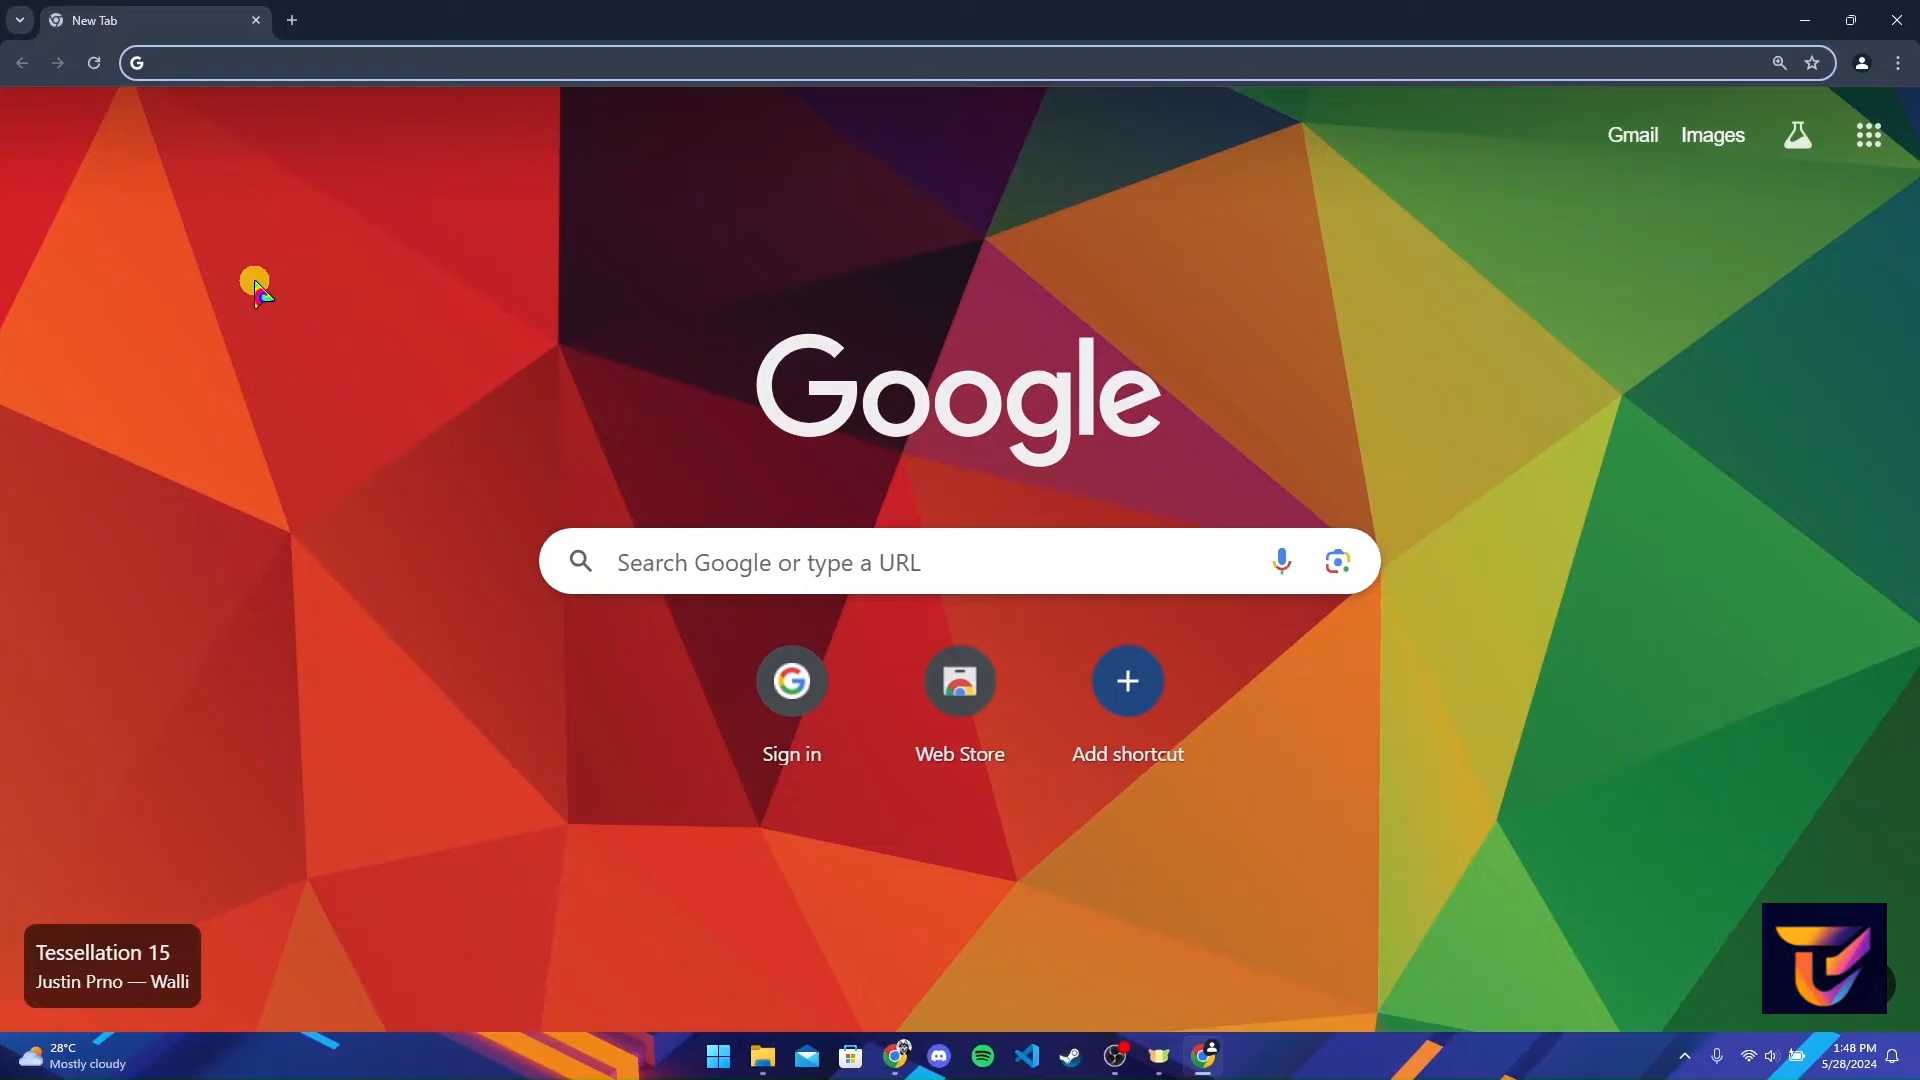 New Tab
Gmail Images
Google
Search Google or type a URL
Sign in
Web Store
Add shortcut
Tessellation 15
Justin Prno — Walli
28°C
Mostly cloudy
1:48 PM
5/28/2024